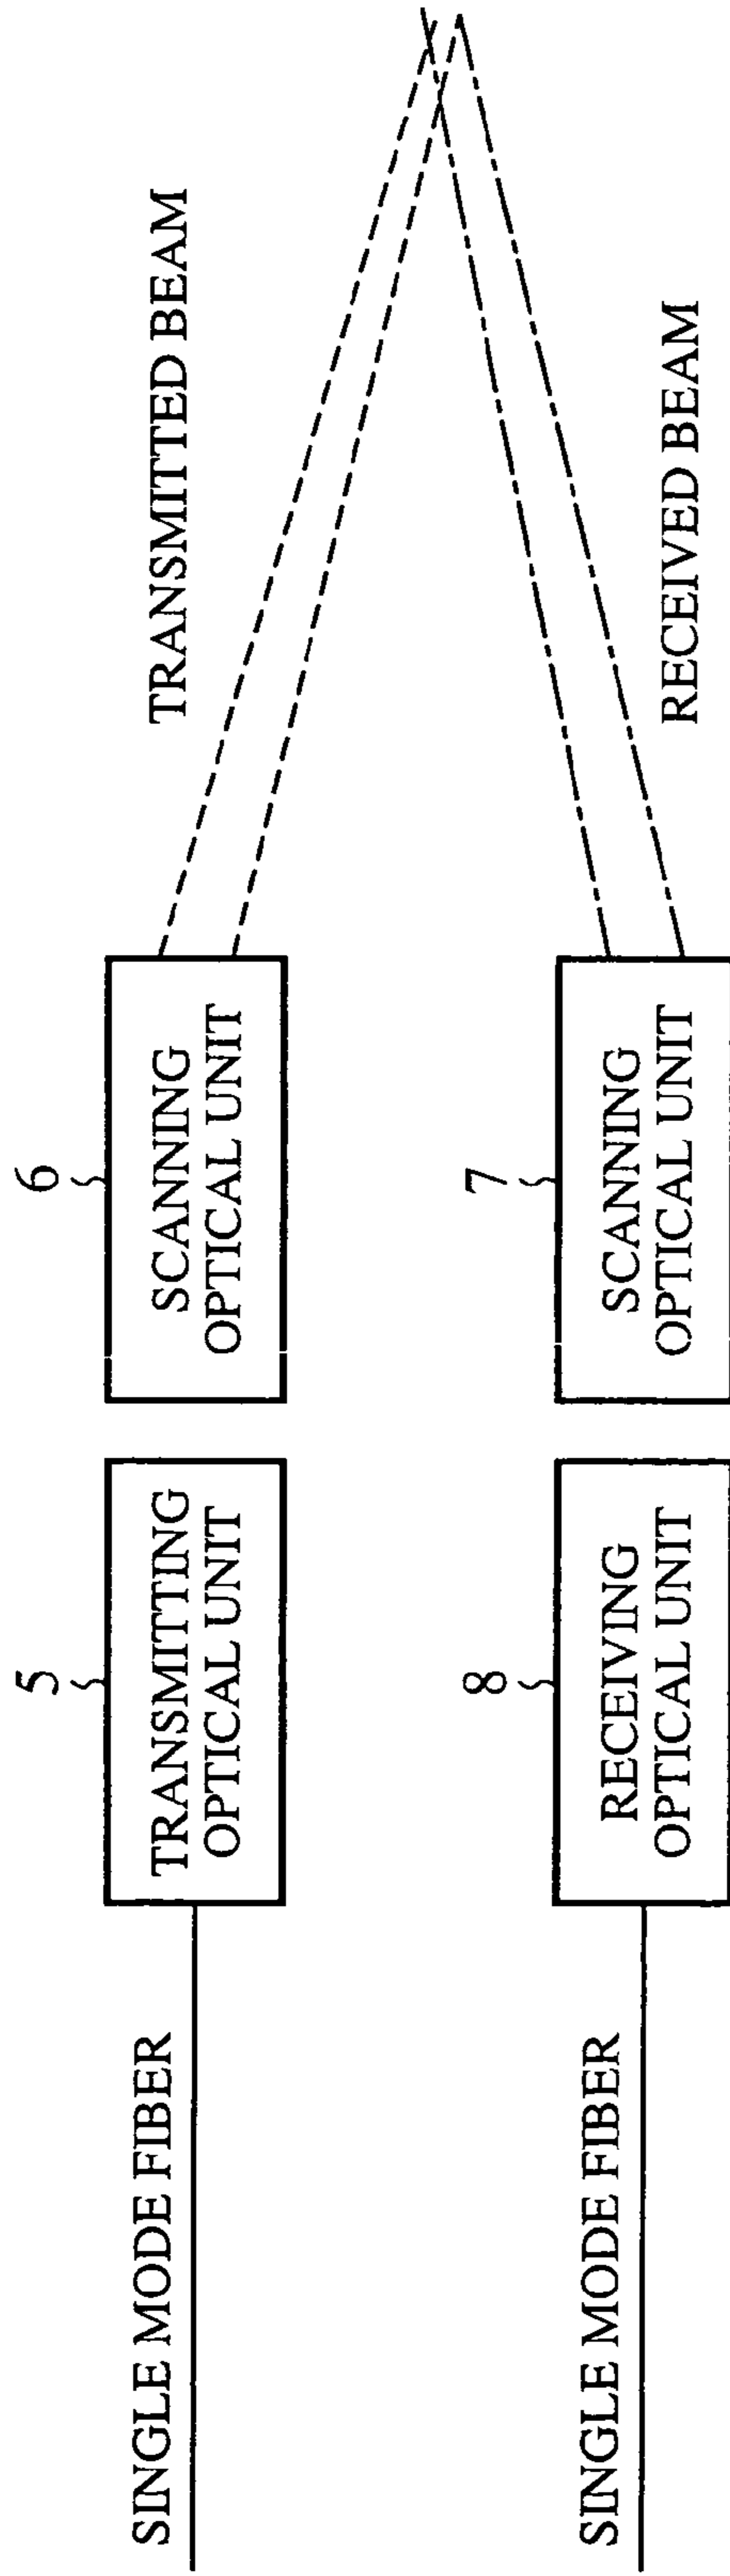 5
TRANSMITTING
OPTICAL UNIT
6
SCANNING
OPTICAL UNIT
TRANSMITTED BEAM
SINGLE MODE FIBER
8
RECEIVING
OPTICAL UNIT
7
SCANNING
OPTICAL UNIT
RECEIVED BEAM
SINGLE MODE FIBER